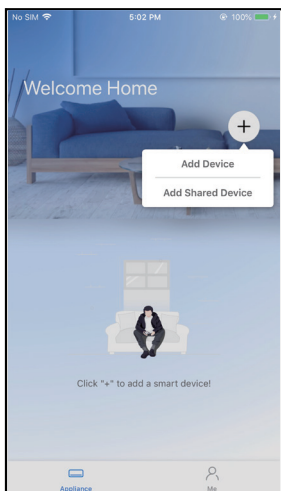 No SIM 5:02 PM 100%
Welcome Home
+
Add Device
Add Shared Device
Click "+" to add a smart device!
Appliance Me